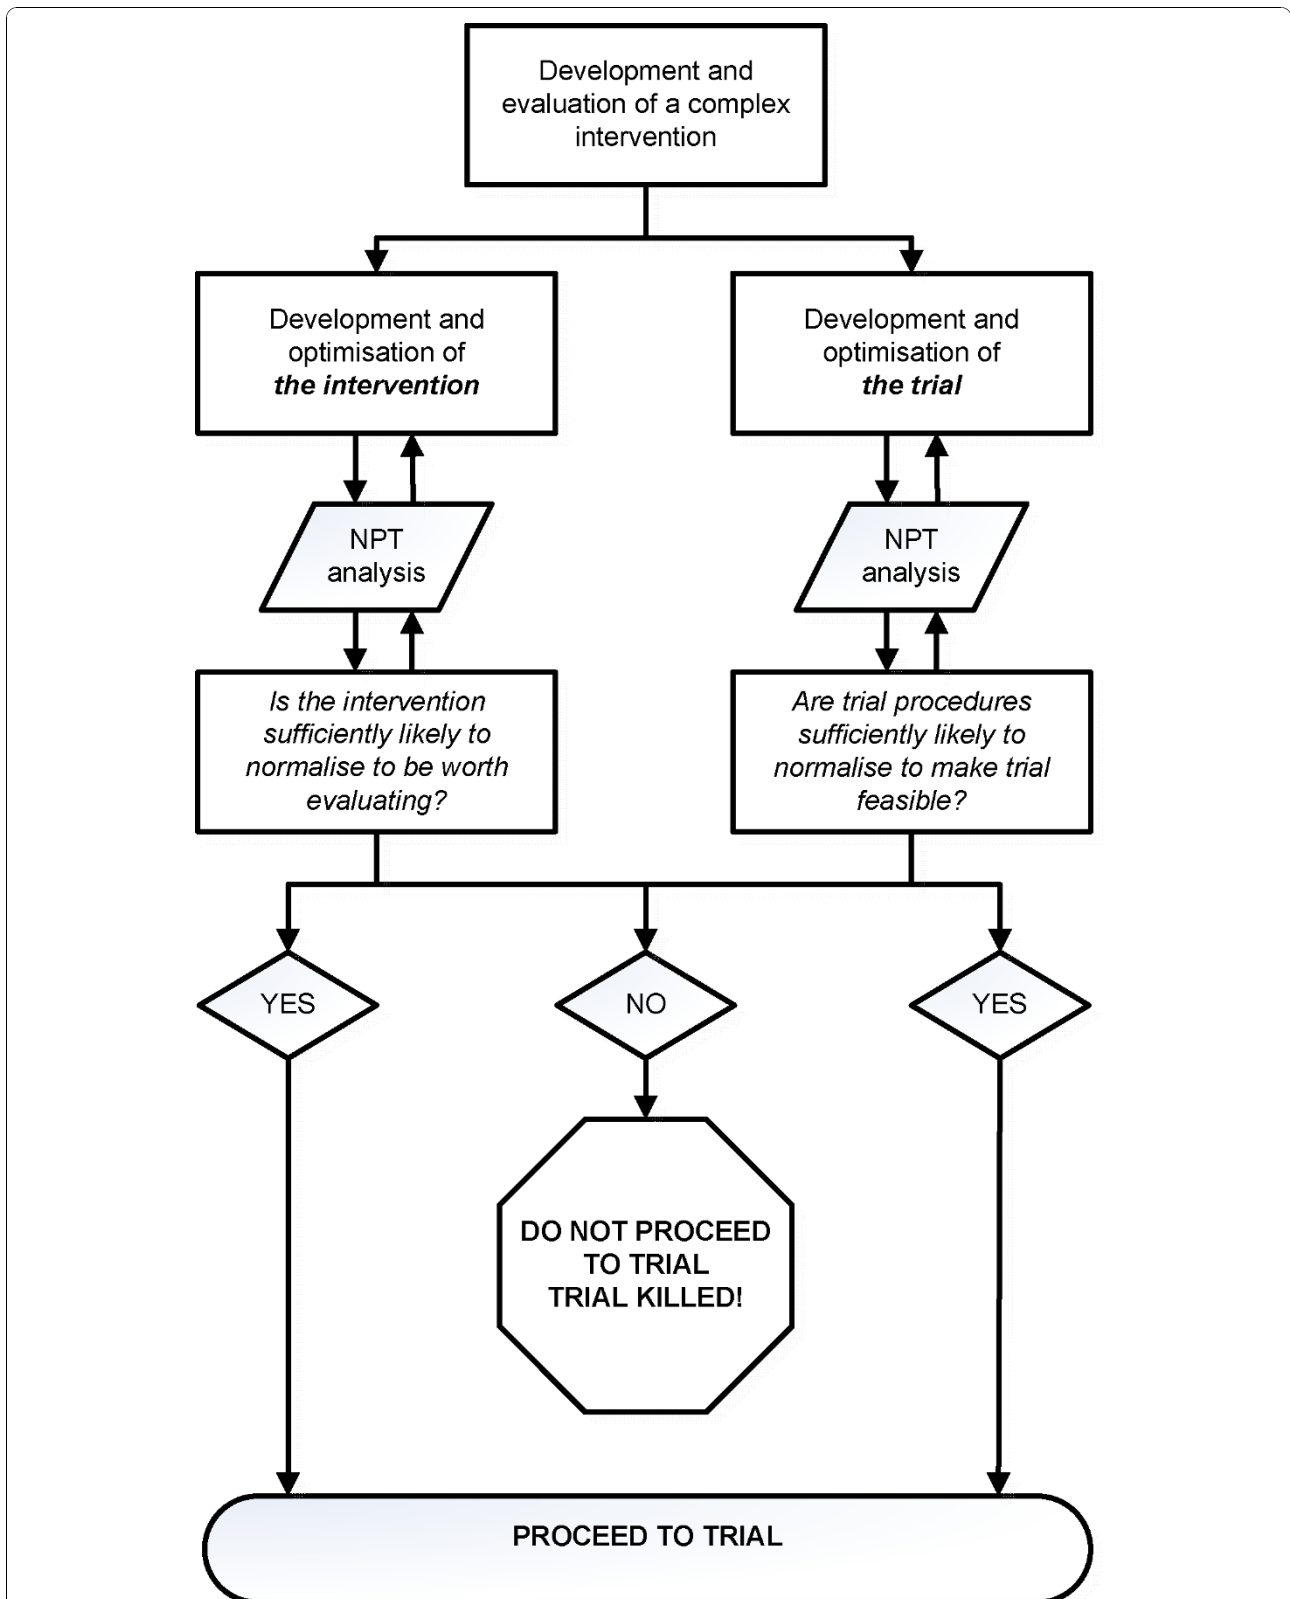 Development and
evaluation of a complex
intervention
Development and
optimisation of
the intervention
Development and
optimisation of
the trial
NPT
analysis
NPT
analysis
Is the intervention
sufficiently likely to
normalise to be worth
evaluating?
Are trial procedures
sufficiently likely to
normalise to make trial
feasible?
YES
NO
YES
DO NOT PROCEED
TO TRIAL
TRIAL KILLED!
PROCEED TO TRIAL